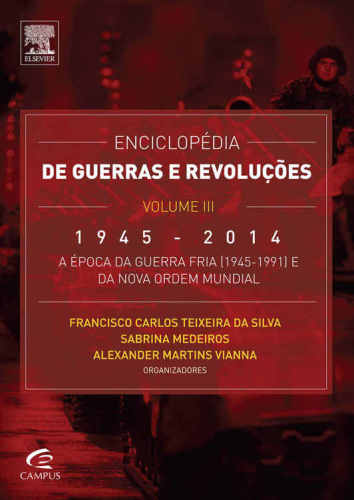 ELSEVIER
ENCICLOPÉDIA
DE GUERRAS E REVOLUÇÕES
VOLUME III
1945 - 2014
A ÉPOCA DA GUERRA FRIA (1945-1991) E
DA NOVA ORDEM MUNDIAL
FRANCISCO CARLOS TEIXEIRA DA SILVA
SABRINA MEDEIROS
ALEXANDER MARTINS VIANNA
ORGANIZADORES
CAMPUS